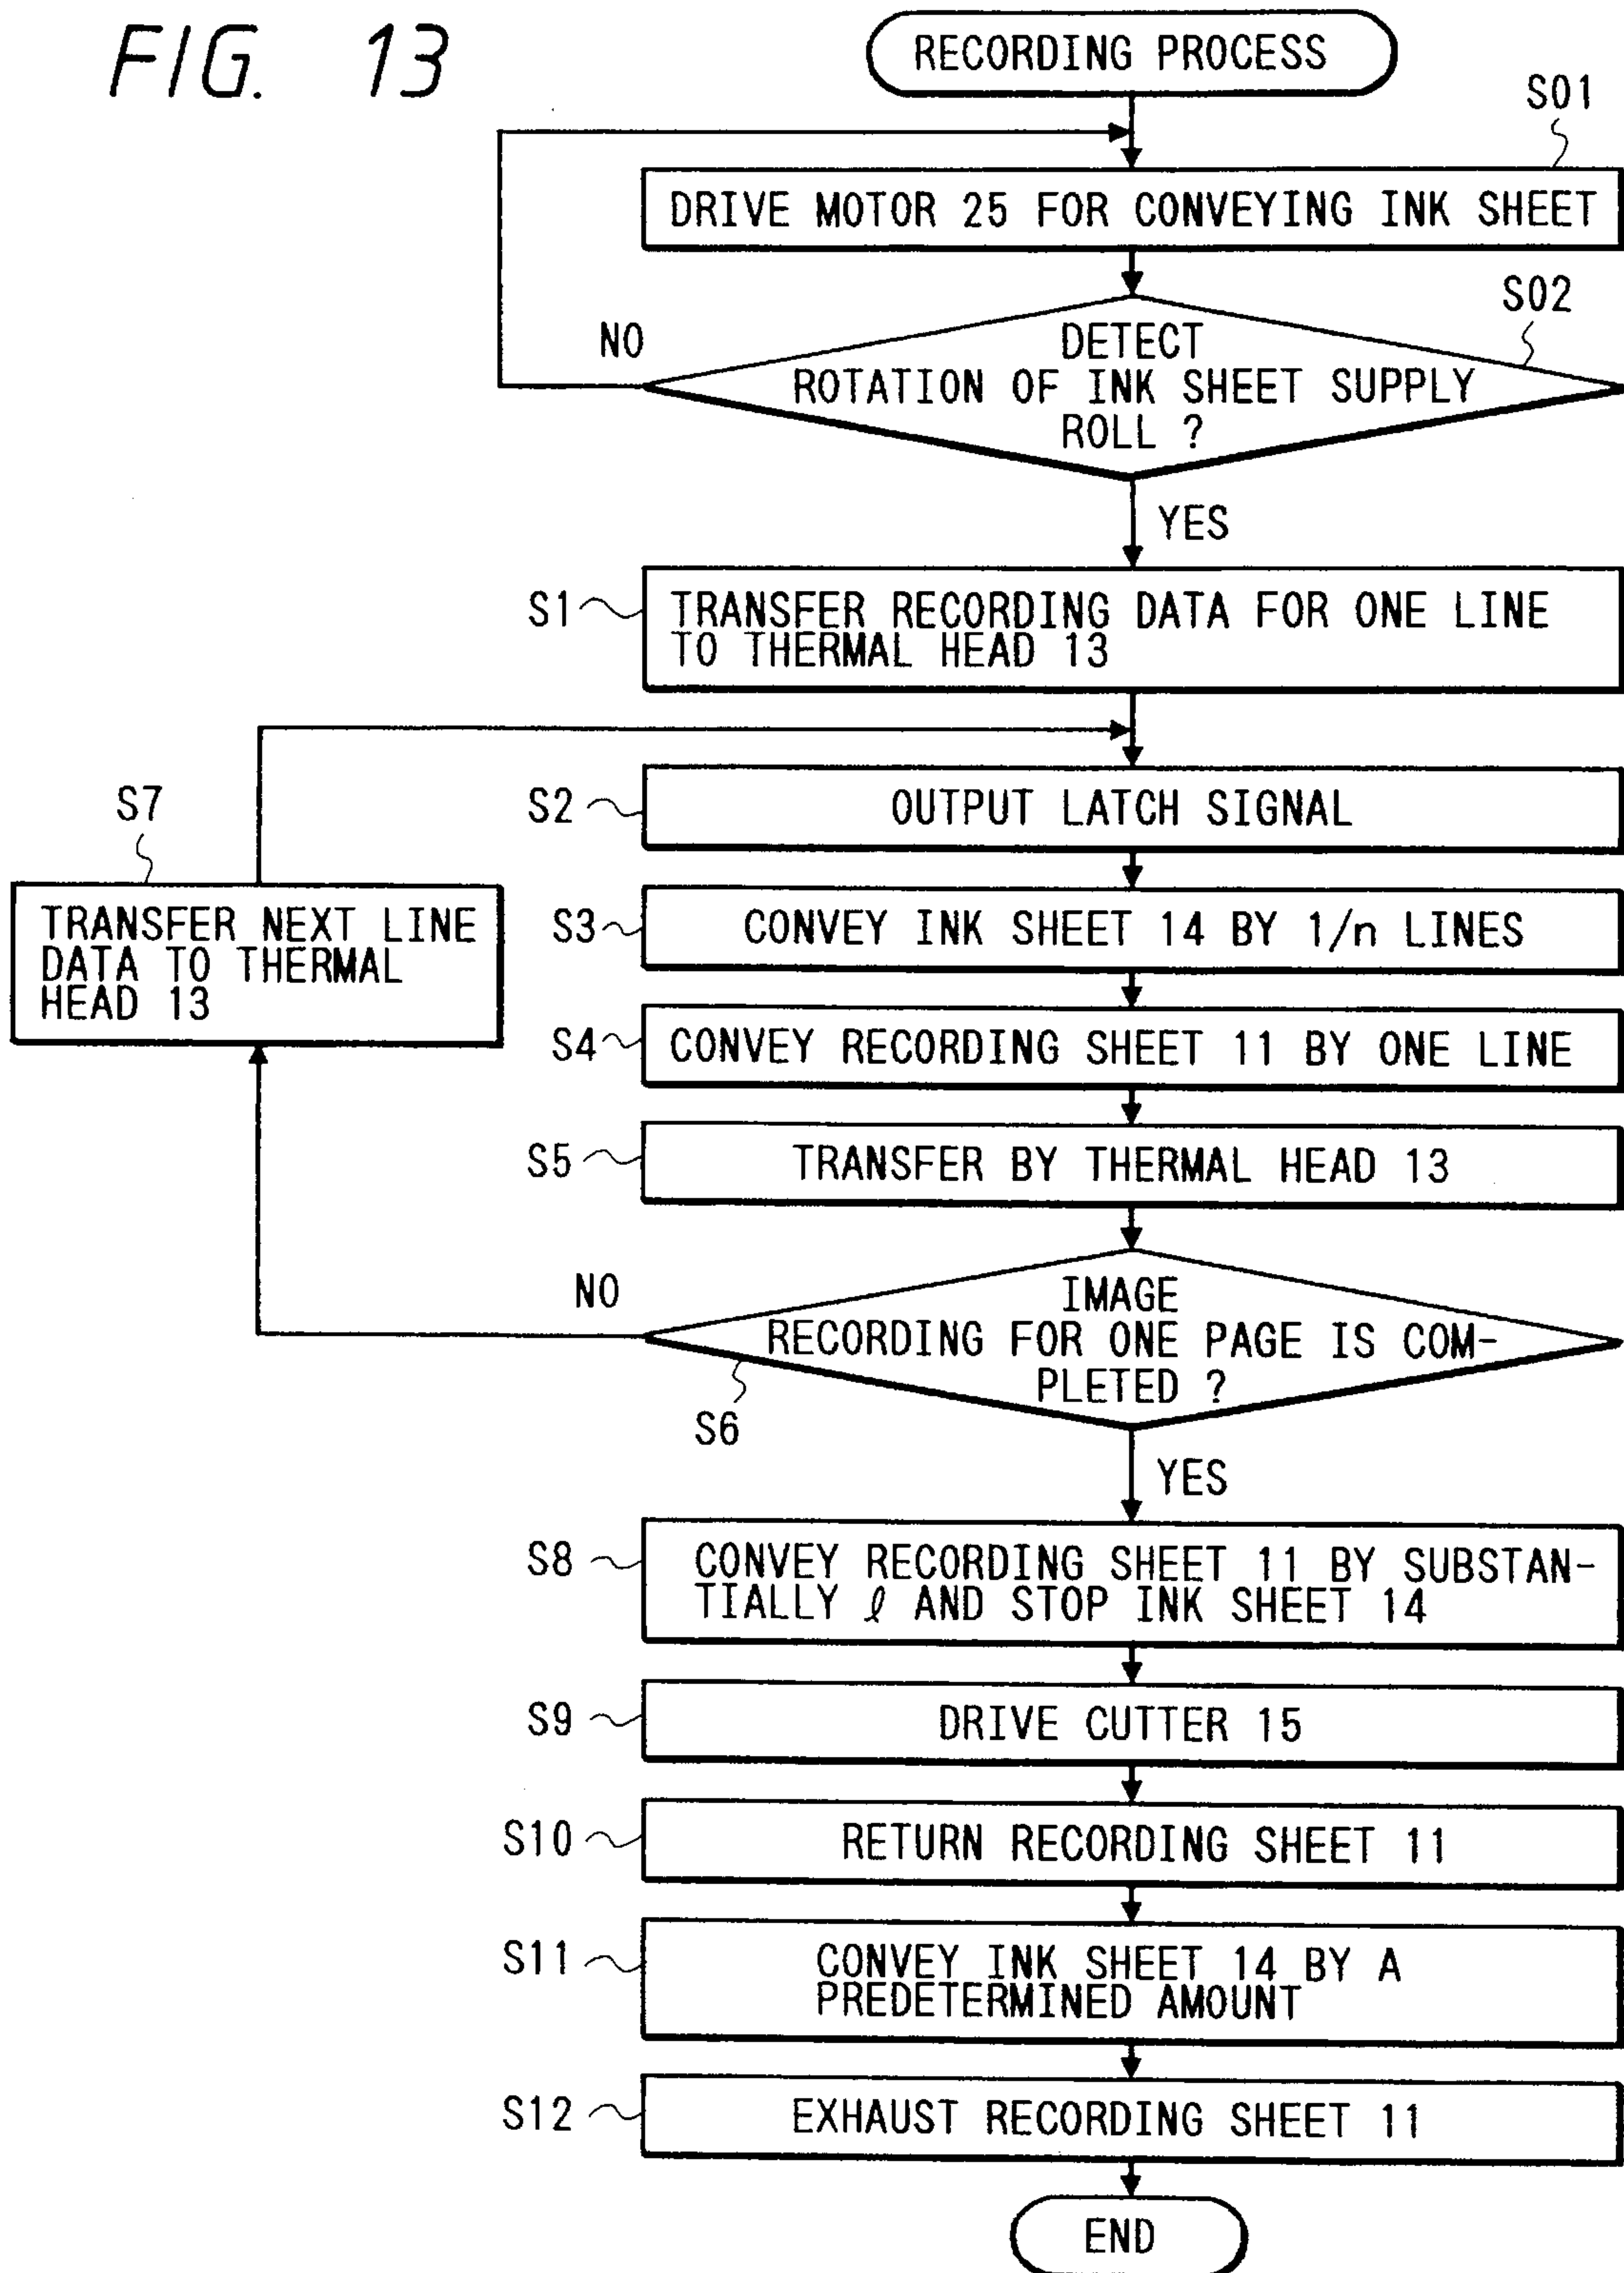 FIG. 13
RECORDING PROCESS
S01
DRIVE MOTOR 25 FOR CONVEYING INK SHEET
S02
NO
DETECT
ROTATION OF INK SHEET SUPPLY
ROLL ?
YES
S1
TRANSFER RECORDING DATA FOR ONE LINE
TO THERMAL HEAD 13
S7
TRANSFER NEXT LINE
DATA TO THERMAL
HEAD 13
S2
OUTPUT LATCH SIGNAL
S3
CONVEY INK SHEET 14 BY 1/n LINES
S4
CONVEY RECORDING SHEET 11 BY ONE LINE
S5
TRANSFER BY THERMAL HEAD 13
NO
IMAGE
RECORDING FOR ONE PAGE IS COM-
PLETED ?
S6
YES
S8
CONVEY RECORDING SHEET 11 BY SUBSTAN-
TIALLY ℓ AND STOP INK SHEET 14
S9
DRIVE CUTTER 15
S10
RETURN RECORDING SHEET 11
S11
CONVEY INK SHEET 14 BY A
PREDETERMINED AMOUNT
S12
EXHAUST RECORDING SHEET 11
END